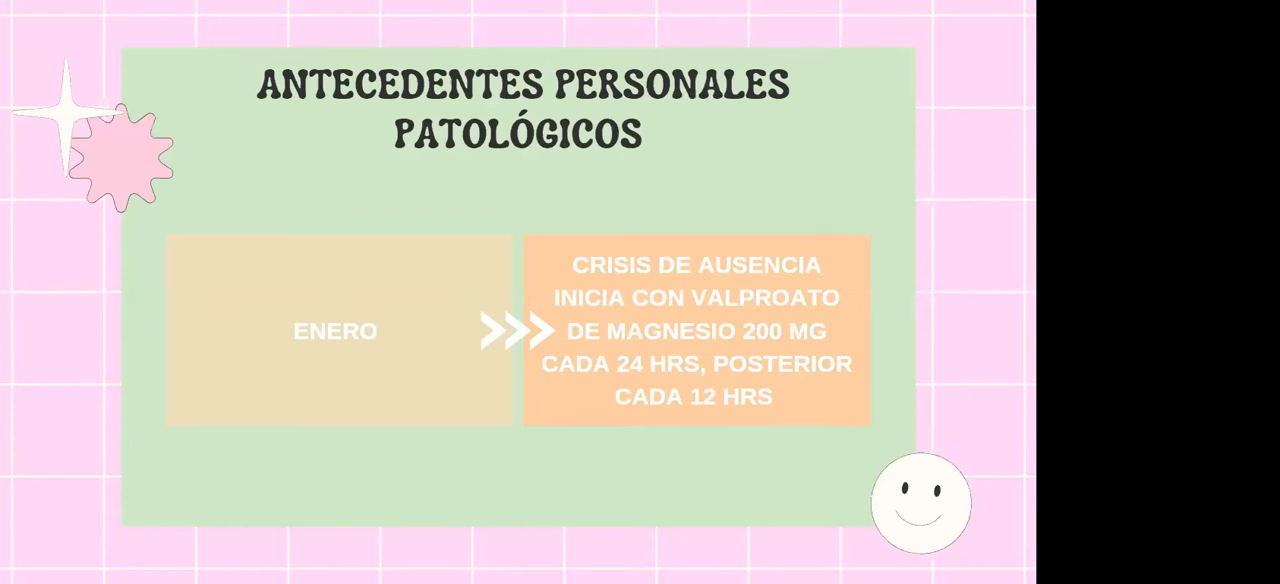 ANTECEDENTES PERSONALES
PATOLÓGICOS
ENERO
CRISIS DE AUSENCIA
INICIA CON VALPROATO
DE MAGNESIO 200 MG
CADA 24 HRS, POSTERIOR
CADA 12 HRS